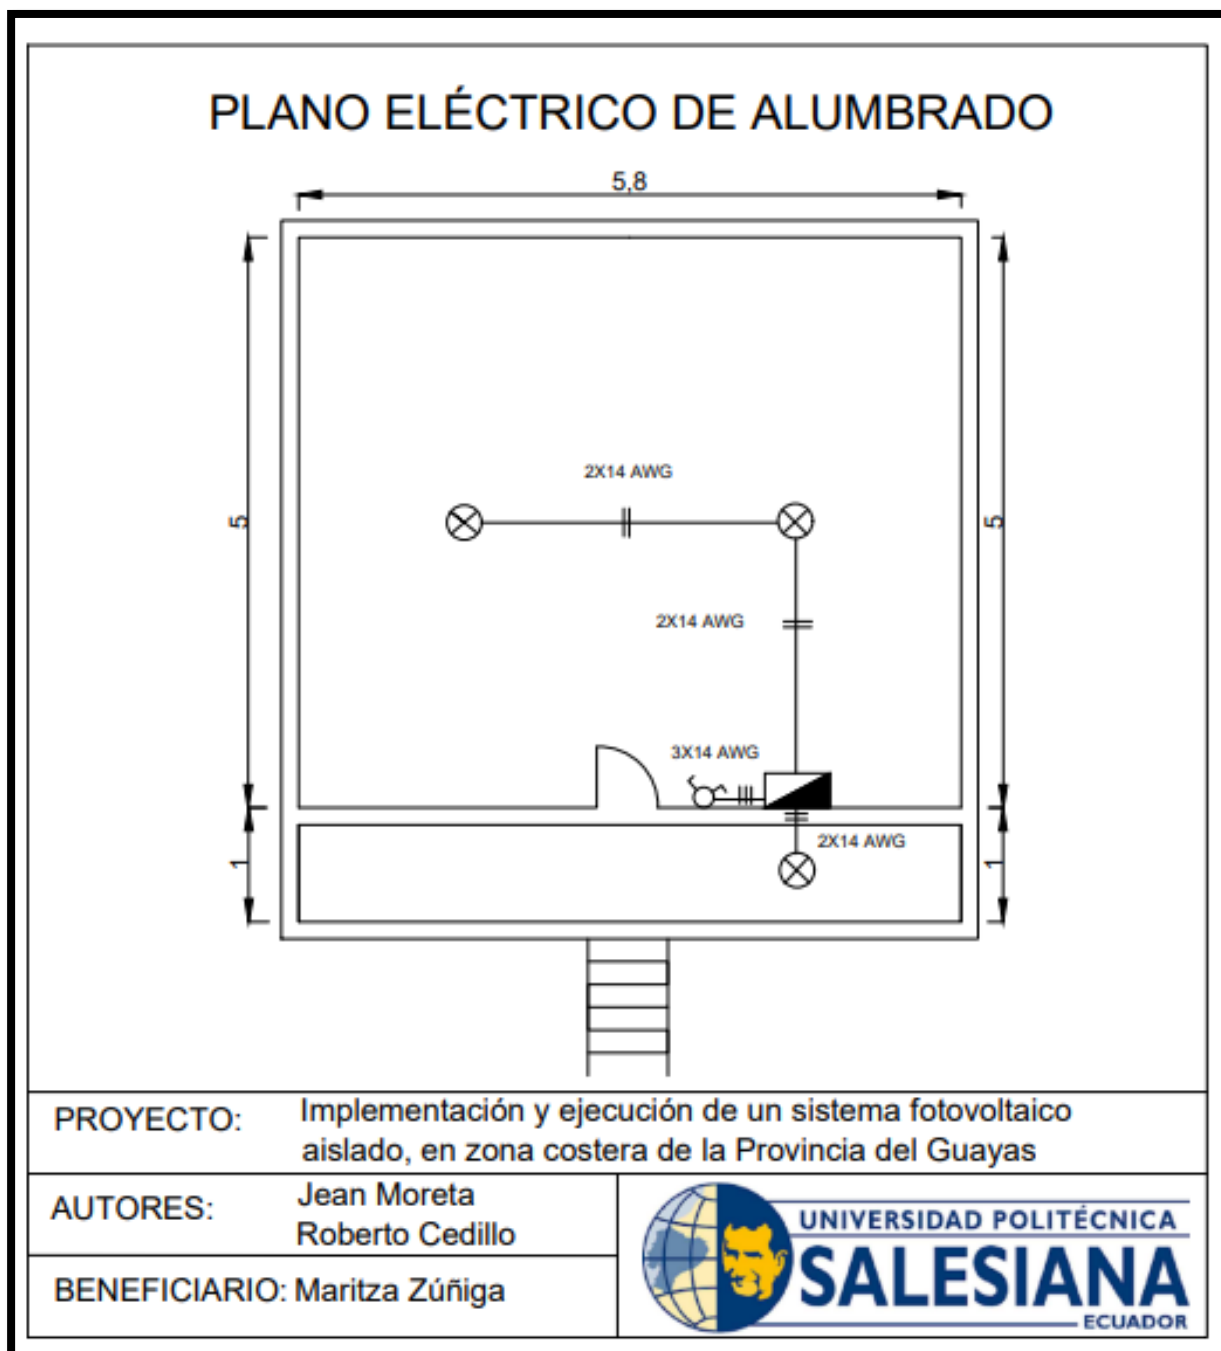 PLANO ELÉCTRICO DE ALUMBRADO
5,8
2X14 AWG
5
5
2X14 AWG
3X14 AWG
2X14 AWG
1
1
PROYECTO: Implementación y ejecución de un sistema fotovoltaico
aislado, en zona costera de la Provincia del Guayas
AUTORES: Jean Moreta
Roberto Cedillo
BENEFICIARIO: Maritza Zúñiga
UNIVERSIDAD POLITÉCNICA
SALESIANA
ECUADOR